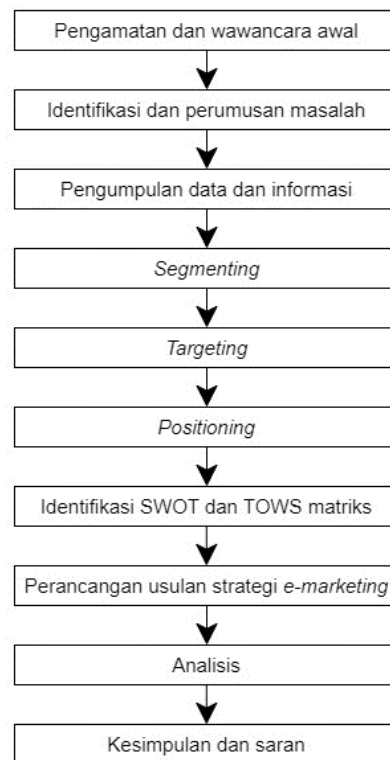 Pengamatan dan wawancara awal
Identifikasi dan perumusan masalah
Pengumpulan data dan informasi
Segmenting
Targeting
Positioning
Identifikasi SWOT dan TOWS matriks
Perancangan usulan strategi e-marketing
Analisis
Kesimpulan dan saran